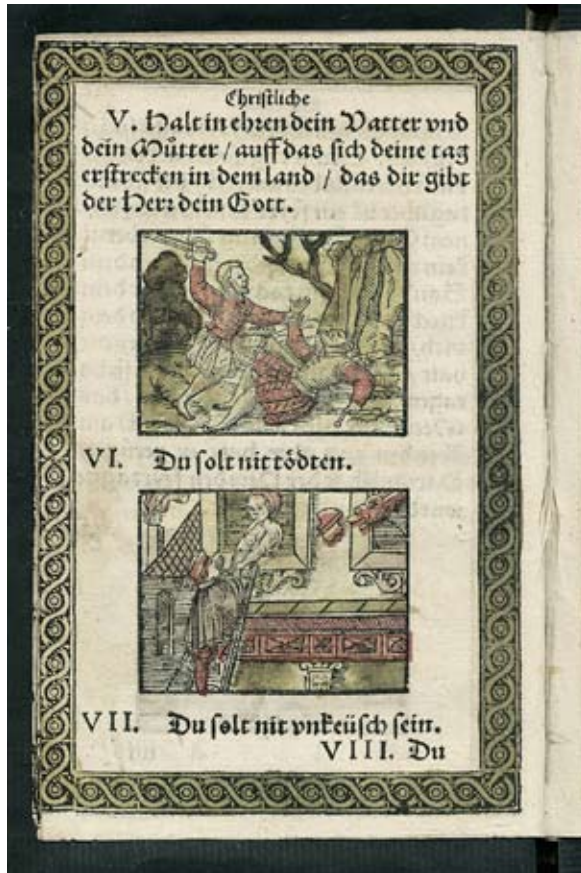 Christliche
V. Halt in ehren dein Vatter vnd
dein Můtter / auff das sich deine tag
erstrecken in dem land / das dir gibt
der Herr dein Gott.
VI. Du solt nit tödten.
VII. Du solt nit vnkeüsch sein.
VIII. Du